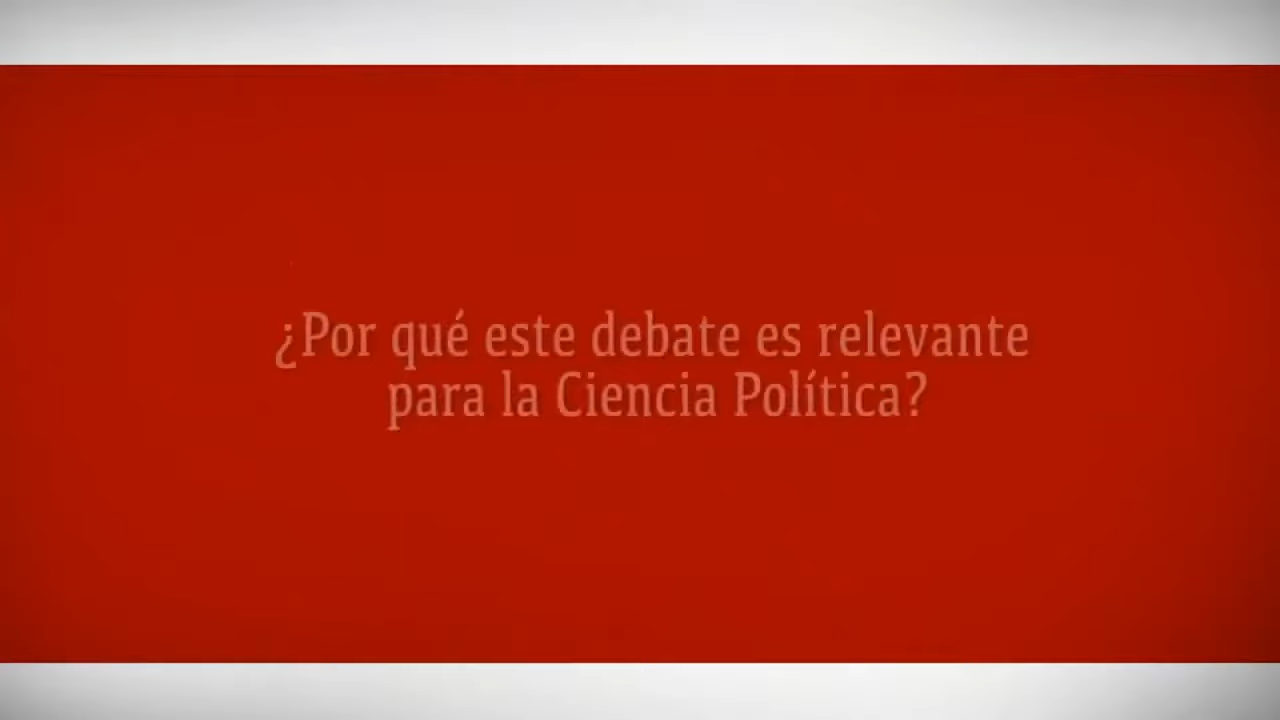 ¿Por qué este debate es relevante
para la Ciencia Política?